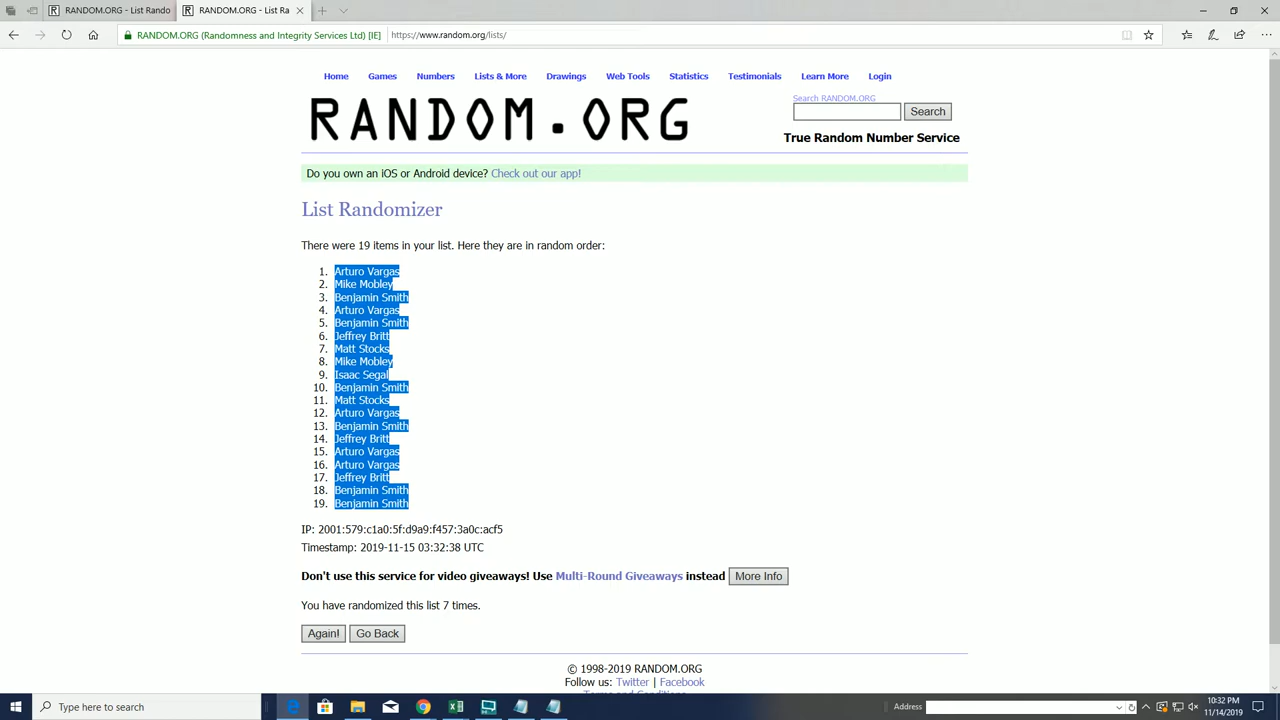 RANDOM.ORG - List Rando
RANDOM.ORG - List Ra
RANDOM.ORG (Randomness and Integrity Services Ltd) [IE]
https://www.random.org/lists/
Home Games Numbers Lists & More Drawings Web Tools Statistics Testimonials Learn More Login
RANDOM.ORG
Search RANDOM.ORG
Search
True Random Number Service
Do you own an iOS or Android device? Check out our app!
List Randomizer
There were 19 items in your list. Here they are in random order:
1. Arturo Vargas
2. Mike Mobley
3. Benjamin Smith
4. Arturo Vargas
5. Benjamin Smith
6. Jeffrey Britt
7. Matt Stocks
8. Mike Mobley
9. Isaac Segal
10. Benjamin Smith
11. Matt Stocks
12. Arturo Vargas
13. Benjamin Smith
14. Jeffrey Britt
15. Arturo Vargas
16. Arturo Vargas
17. Jeffrey Britt
18. Benjamin Smith
19. Benjamin Smith
IP: 2001:579:c1a0:5f:d9a9:f457:3a0c:acf5
Timestamp: 2019-11-15 03:32:38 UTC
Don't use this service for video giveaways! Use Multi-Round Giveaways instead More Info
You have randomized this list 7 times.
Again! Go Back
© 1998-2019 RANDOM.ORG
Follow us: Twitter | Facebook
Terms and Conditions
Type here to search
Address
10:32 PM
11/14/2019